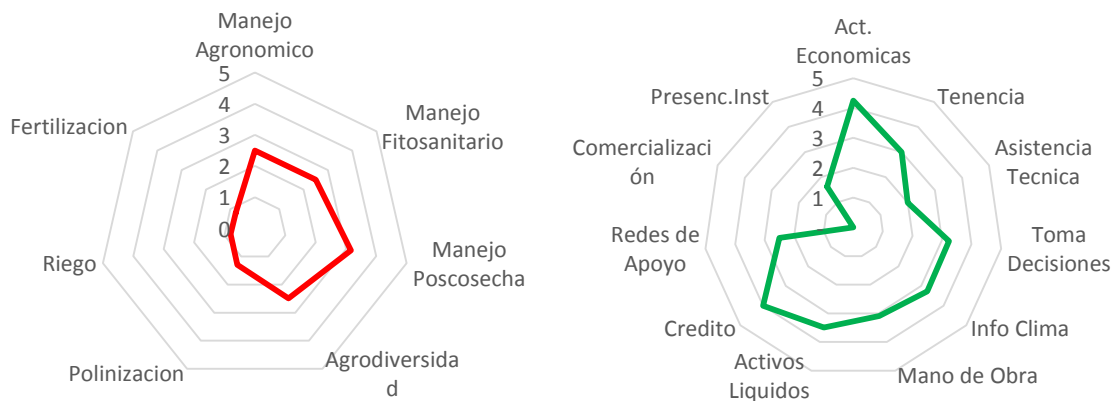 Manejo
Agronomico
5
4
3
2
1
0
Manejo
Fitosanitario
Manejo
Poscosecha
Agrodiversida
d
Polinizacion
Riego
Fertilizacion
Act.
Economicas
5
4
3
2
1
Tenencia
Asistencia
Tecnica
Toma
Decisiones
Info Clima
Mano de Obra
Activos
Liquidos
Credito
Redes de
Apoyo
Comercializaci
ón
Presenc.Inst